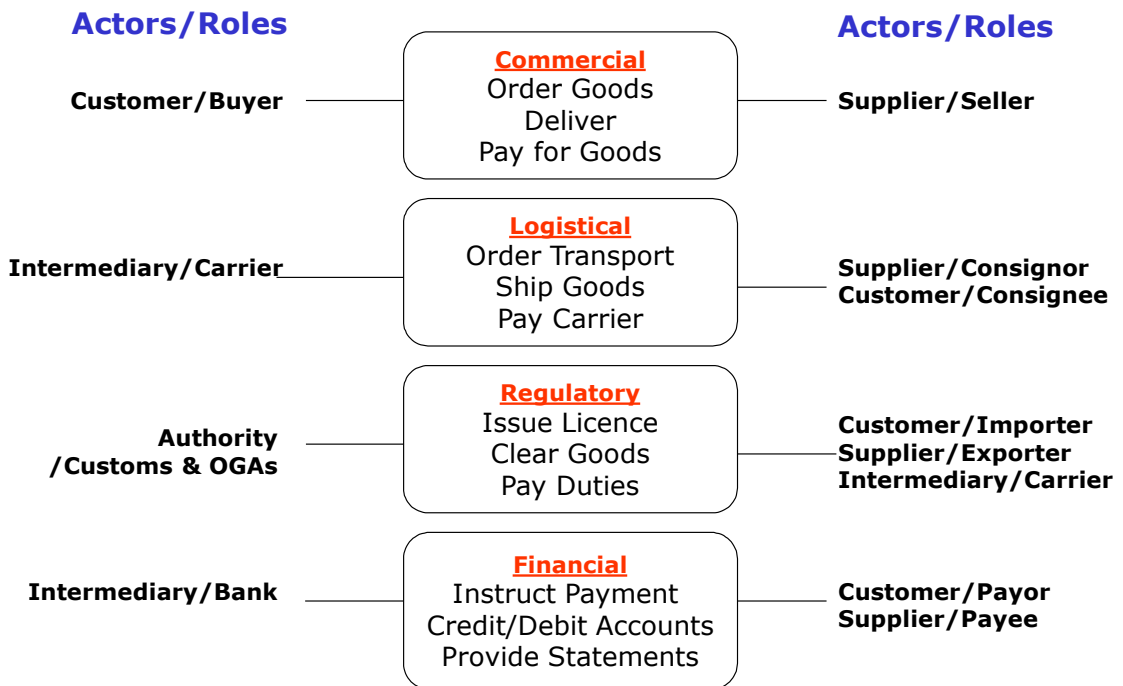 Actors/Roles
Actors/Roles
Customer/Buyer
Commercial
Order Goods
Deliver
Pay for Goods
Supplier/Seller
Intermediary/Carrier
Logistical
Order Transport
Ship Goods
Pay Carrier
Supplier/Consignor
Customer/Consignee
Authority
/Customs & OGAs
Regulatory
Issue Licence
Clear Goods
Pay Duties
Customer/Importer
Supplier/Exporter
Intermediary/Carrier
Intermediary/Bank
Financial
Instruct Payment
Credit/Debit Accounts
Provide Statements
Customer/Payor
Supplier/Payee